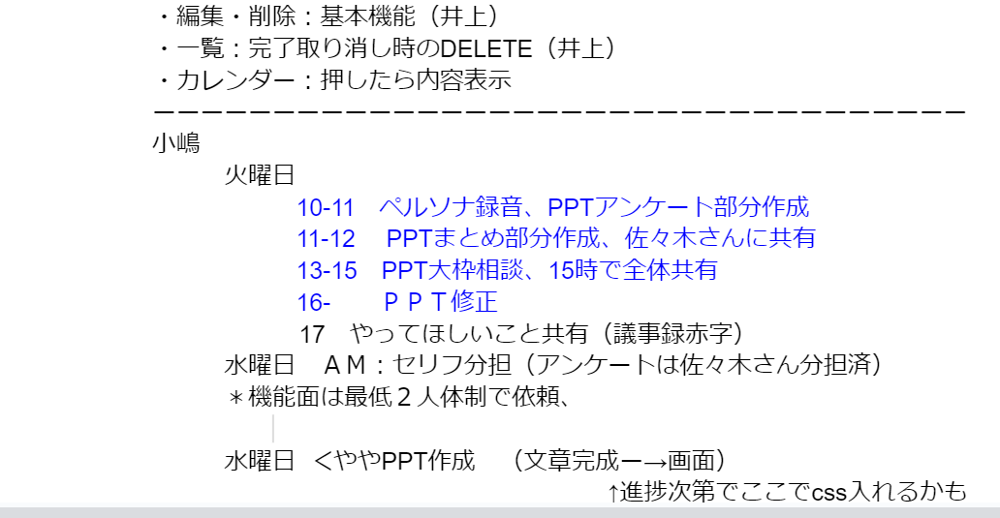 ・編集・削除：基本機能（井上）
・一覧：完了取り消し時のDELETE（井上）
・カレンダー：押したら内容表示
ーーーーーーーーーーーーーーーーーーーーーーーーーーーーーーーーーー
小嶋
火曜日
10-11　ペルソナ録音、PPTアンケート部分作成
11-12　PPTまとめ部分作成、佐々木さんに共有
13-15　PPT大枠相談、15時で全体共有
16-　　ＰＰＴ修正
17　やってほしいこと共有（議事録赤字）
水曜日　ＡＭ：セリフ分担（アンケートは佐々木さん分担済）
＊機能面は最低２人体制で依頼、
水曜日　くややPPT作成　（文章完成ー→画面）
↑進捗次第でここでcss入れるかも